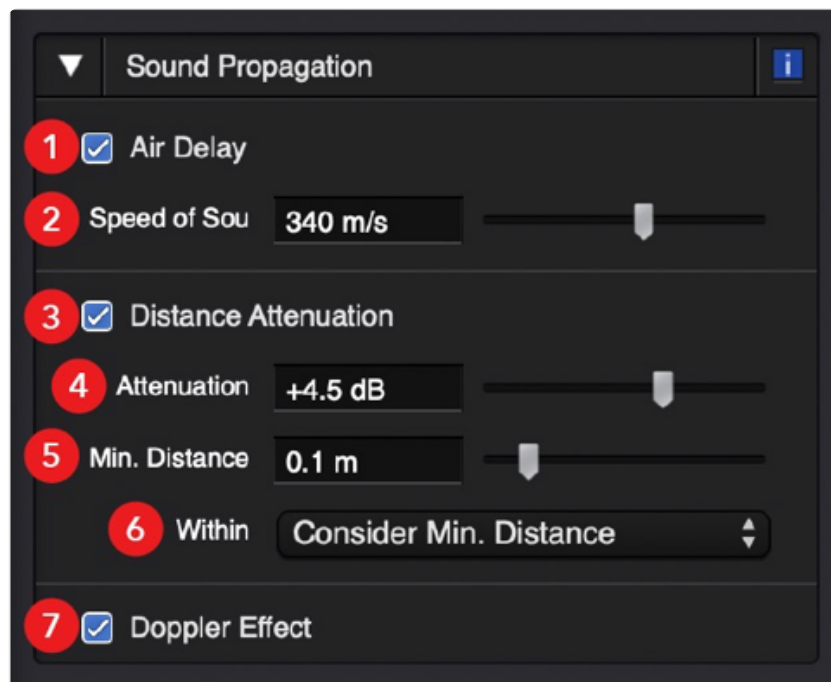 ▼ Sound Propagation i
1 Air Delay
2 Speed of Sou 340 m/s
3 Distance Attenuation
4 Attenuation +4.5 dB
5 Min. Distance 0.1 m
6 Within Consider Min. Distance
7 Doppler Effect